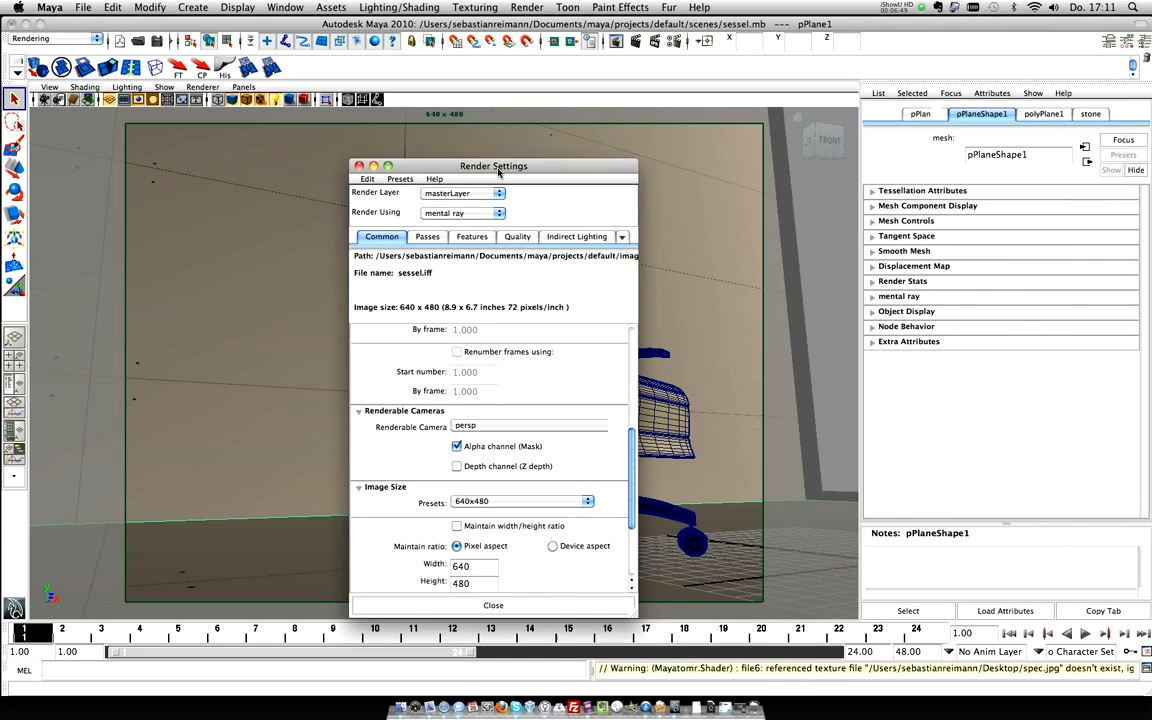 Maya File Edit Modify Create Display Window Assets Lighting/Shading Texturing Render Toon Paint Effects Fur Help iShowU HD 00:06:49 Do. 17:11
Autodesk Maya 2010: /Users/sebastianreimann/Documents/maya/projects/default/scenes/sessel.mb --- pPlane1
Rendering X Y Z
FT CP His
View Shading Lighting Show Renderer Panels
List Selected Focus Attributes Show Help
640 x 480
FRONT
pPlan pPlaneShape1 polyPlane1 stone
mesh: pPlaneShape1
Focus
Presets
Show Hide
Tessellation Attributes
Mesh Component Display
Mesh Controls
Tangent Space
Smooth Mesh
Displacement Map
Render Stats
mental ray
Object Display
Node Behavior
Extra Attributes
Notes: pPlaneShape1
Select Load Attributes Copy Tab
Render Settings
Edit Presets Help
Render Layer masterLayer
Render Using mental ray
Common Passes Features Quality Indirect Lighting
Path: /Users/sebastianreimann/Documents/maya/projects/default/imag
File name: sessel.iff
Image size: 640 x 480 (8.9 x 6.7 inches 72 pixels/inch )
By frame: 1.000
Renumber frames using:
Start number: 1.000
By frame: 1.000
Renderable Cameras
Renderable Camera persp
Alpha channel (Mask)
Depth channel (Z depth)
Image Size
Presets: 640x480
Maintain width/height ratio
Maintain ratio: Pixel aspect Device aspect
Width: 640
Height: 480
Close
1 2 3 4 5 6 7 8 9 10 11 12 13 14 15 16 17 18 19 20 21 22 23 24 1.00
1
1.00 1.00 24 24.00 48.00 No Anim Layer o Character Set
MEL // Warning: (Mayatomr.Shader) : file6: referenced texture file "/Users/sebastianreimann/Desktop/spec.jpg" doesn't exist, ig